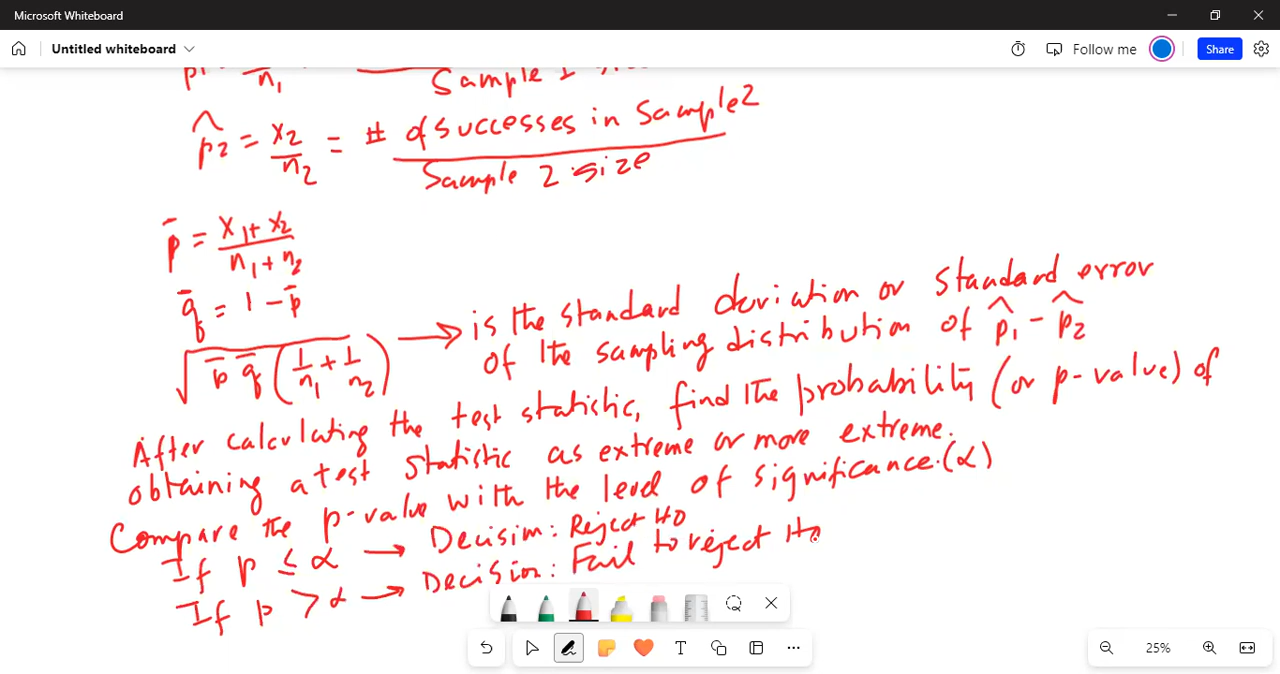 Microsoft Whiteboard
Untitled whiteboard
Follow me
Share
p̂1 = /n1 Sample 1 size
p̂2 = x2/n2 = # of successes in Sample 2 / Sample 2 size
p̄ = x1 + x2 / n1 + n2
q̄ = 1 - p̄
√p̄ q̄ (1/n1 + 1/n2) → is the standard deviation or standard error
of the sampling distribution of p̂1 - p̂2
After calculating the test statistic, find the probability (or p-value) of
obtaining a test statistic as extreme or more extreme.
Compare the p-value with the level of significance.(α)
If p ≤ α → Decision: Reject H0
If p > α → Decision: Fail to reject H0
25%